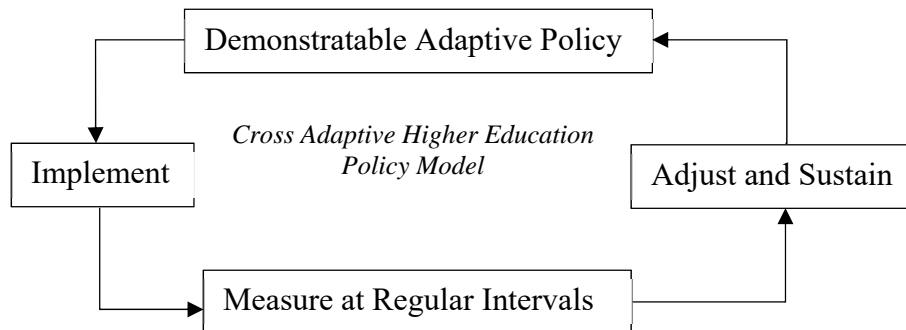 Demonstratable Adaptive Policy
Cross Adaptive Higher Education
Policy Model
Implement
Adjust and Sustain
Measure at Regular Intervals